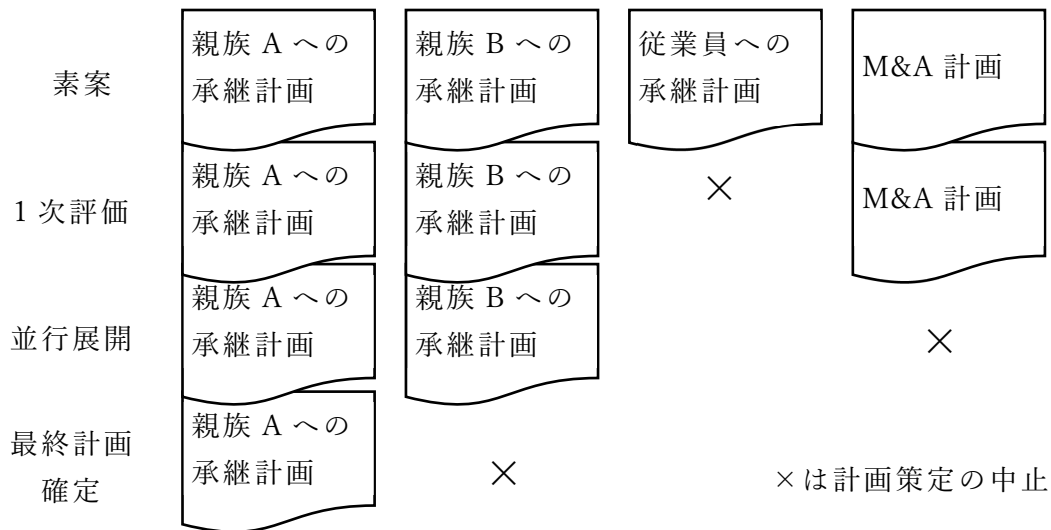 素案
親族 A への
承継計画
親族 B への
承継計画
従業員への
承継計画
M&A 計画
1 次評価
親族 A への
承継計画
親族 B への
承継計画
×
M&A 計画
並行展開
親族 A への
承継計画
親族 B への
承継計画
×
最終計画
確定
親族 A への
承継計画
×
×は計画策定の中止